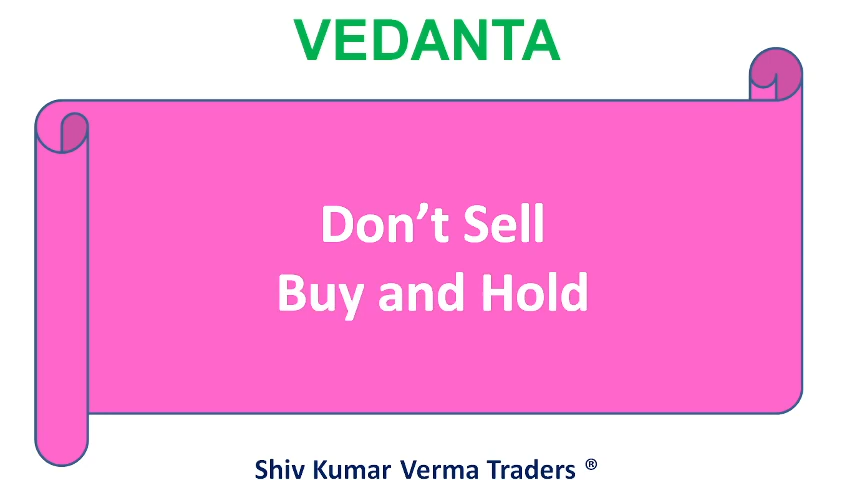 VEDANTA
Don’t Sell
Buy and Hold
Shiv Kumar Verma Traders ®